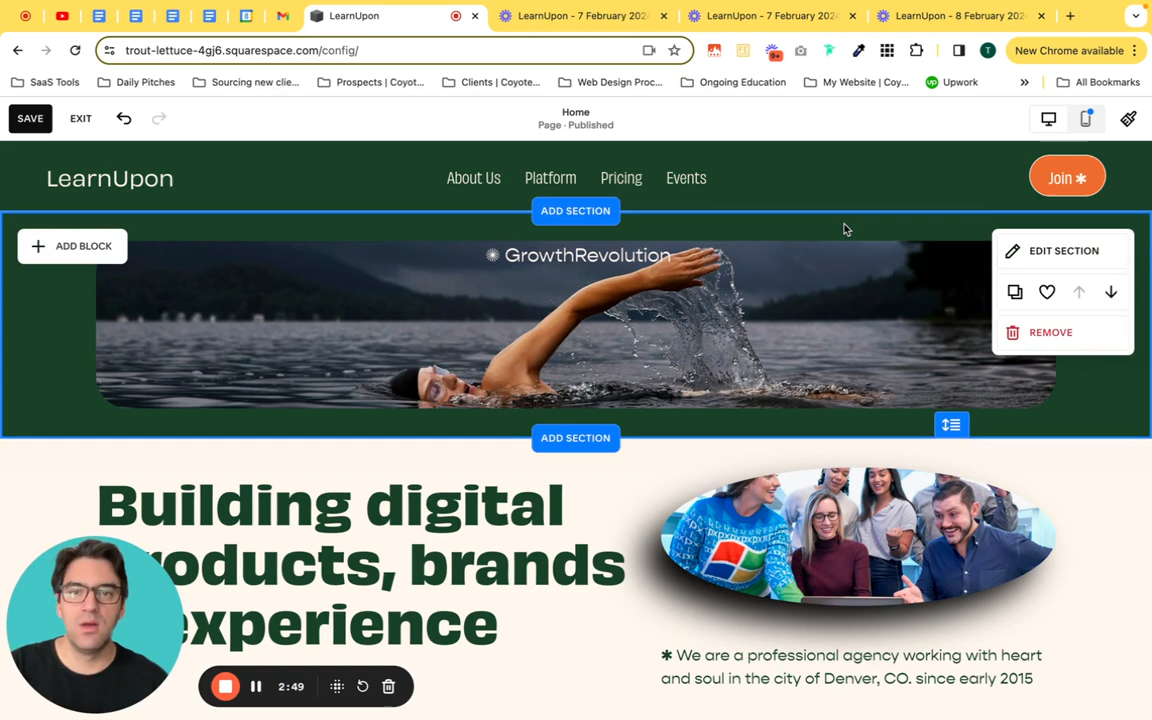 LearnUpon
LearnUpon - 7 February 202
LearnUpon - 7 February 202
LearnUpon - 8 February 202
trout-lettuce-4gj6.squarespace.com/config/
9+
T
New Chrome available
SaaS Tools
Daily Pitches
Sourcing new clie...
Prospects | Coyot...
Clients | Coyote...
Web Design Proc...
Ongoing Education
My Website | Coy...
Upwork
All Bookmarks
SAVE
EXIT
Home
Page · Published
LearnUpon
About Us
Platform
Pricing
Events
Join ✱
ADD SECTION
ADD BLOCK
GrowthRevolution
EDIT SECTION
REMOVE
ADD SECTION
Building digital
roducts, brands
experience
✱ We are a professional agency working with heart
and soul in the city of Denver, CO. since early 2015
2:49